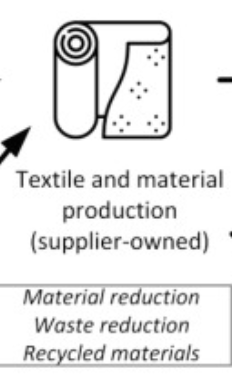 Textile and material
production
(supplier-owned)
Material reduction
Waste reduction
Recycled materials